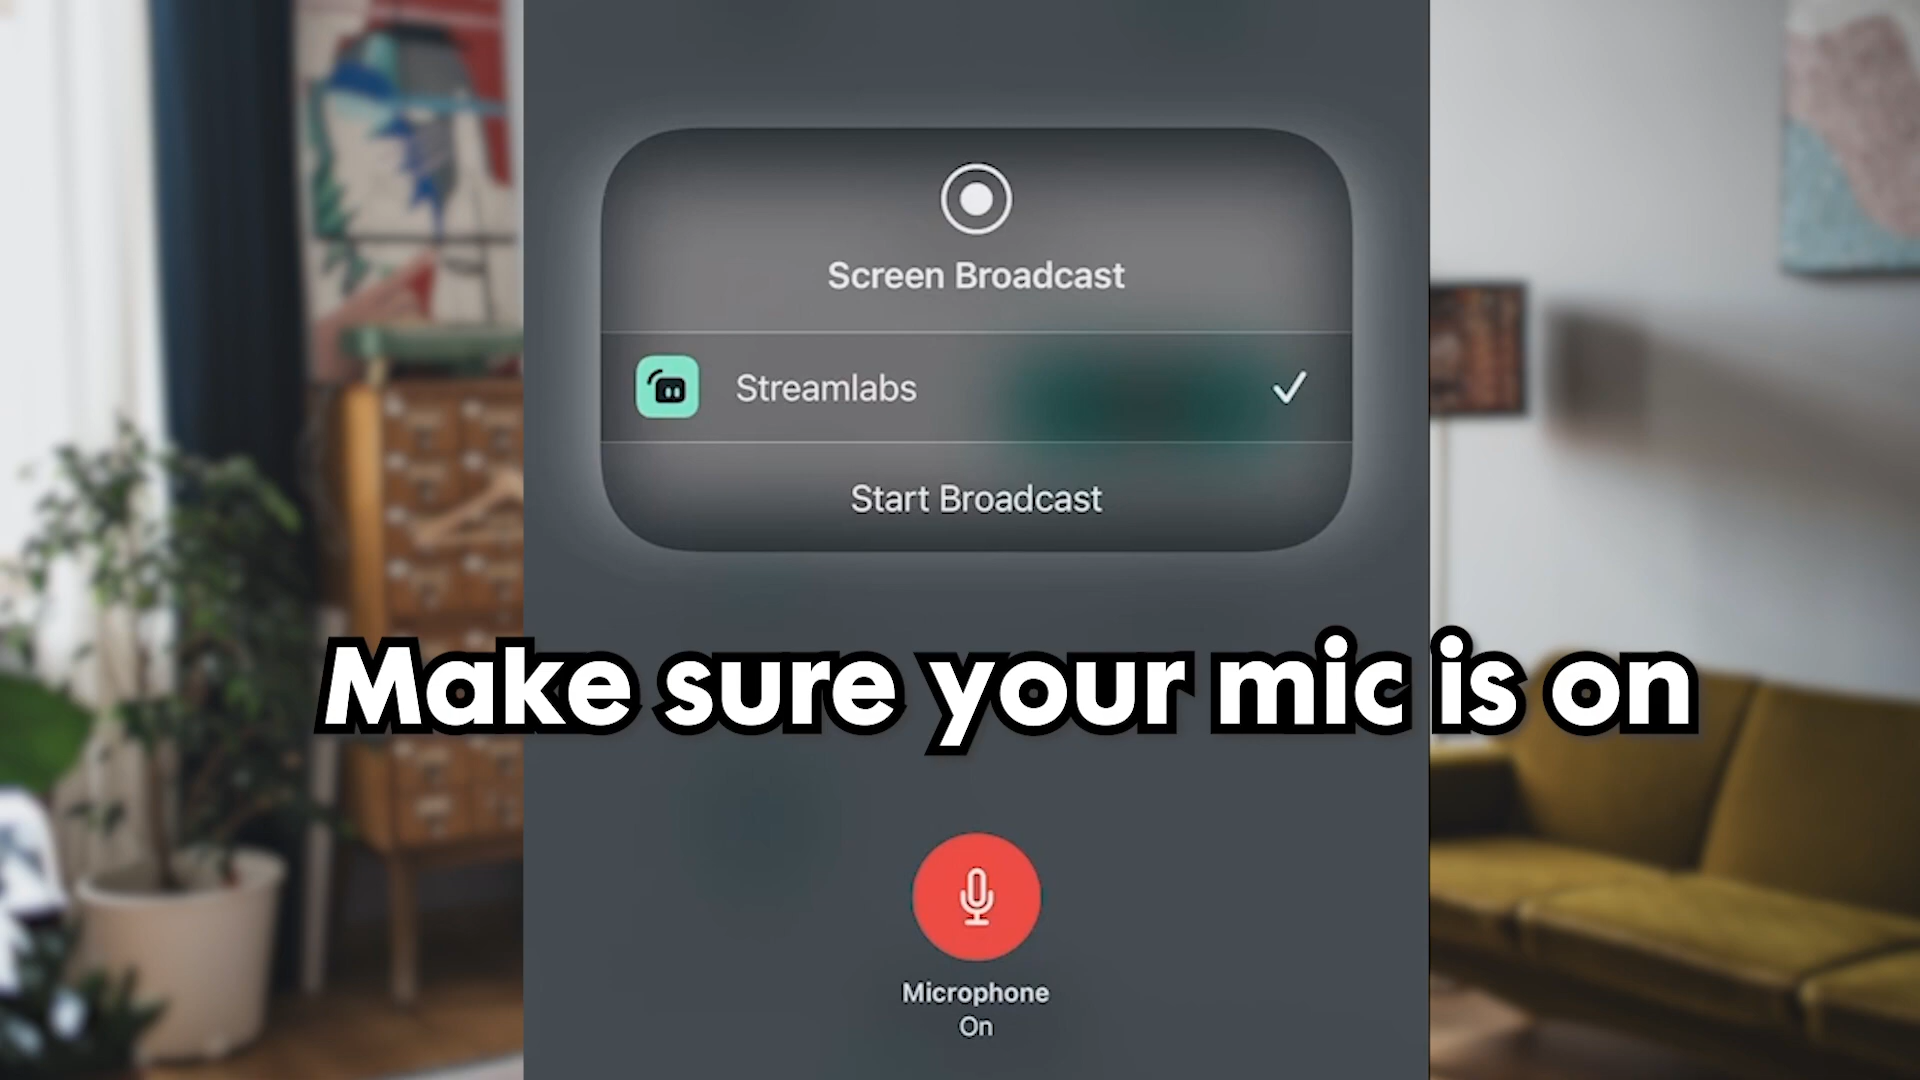 Screen Broadcast
Streamlabs
Start Broadcast
Make sure your mic is on
Microphone
On